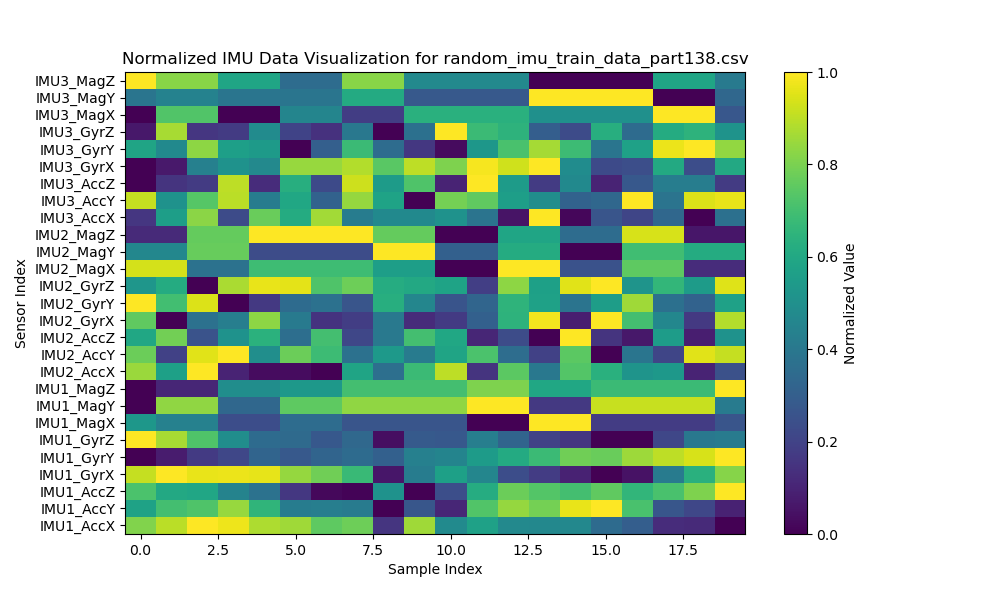 Normalized IMU Data Visualization for random_imu_train_data_part138.csv
IMU3_MagZ
IMU3_MagY
IMU3_MagX
IMU3_GyrZ
IMU3_GyrY
IMU3_GyrX
IMU3_AccZ
IMU3_AccY
IMU3_AccX
IMU2_MagZ
IMU2_MagY
IMU2_MagX
IMU2_GyrZ
IMU2_GyrY
IMU2_GyrX
IMU2_AccZ
IMU2_AccY
IMU2_AccX
IMU1_MagZ
IMU1_MagY
IMU1_MagX
IMU1_GyrZ
IMU1_GyrY
IMU1_GyrX
IMU1_AccZ
IMU1_AccY
IMU1_AccX
Sensor Index
0.0 2.5 5.0 7.5 10.0 12.5 15.0 17.5
Sample Index
1.0
0.8
0.6
0.4
0.2
0.0
Normalized Value